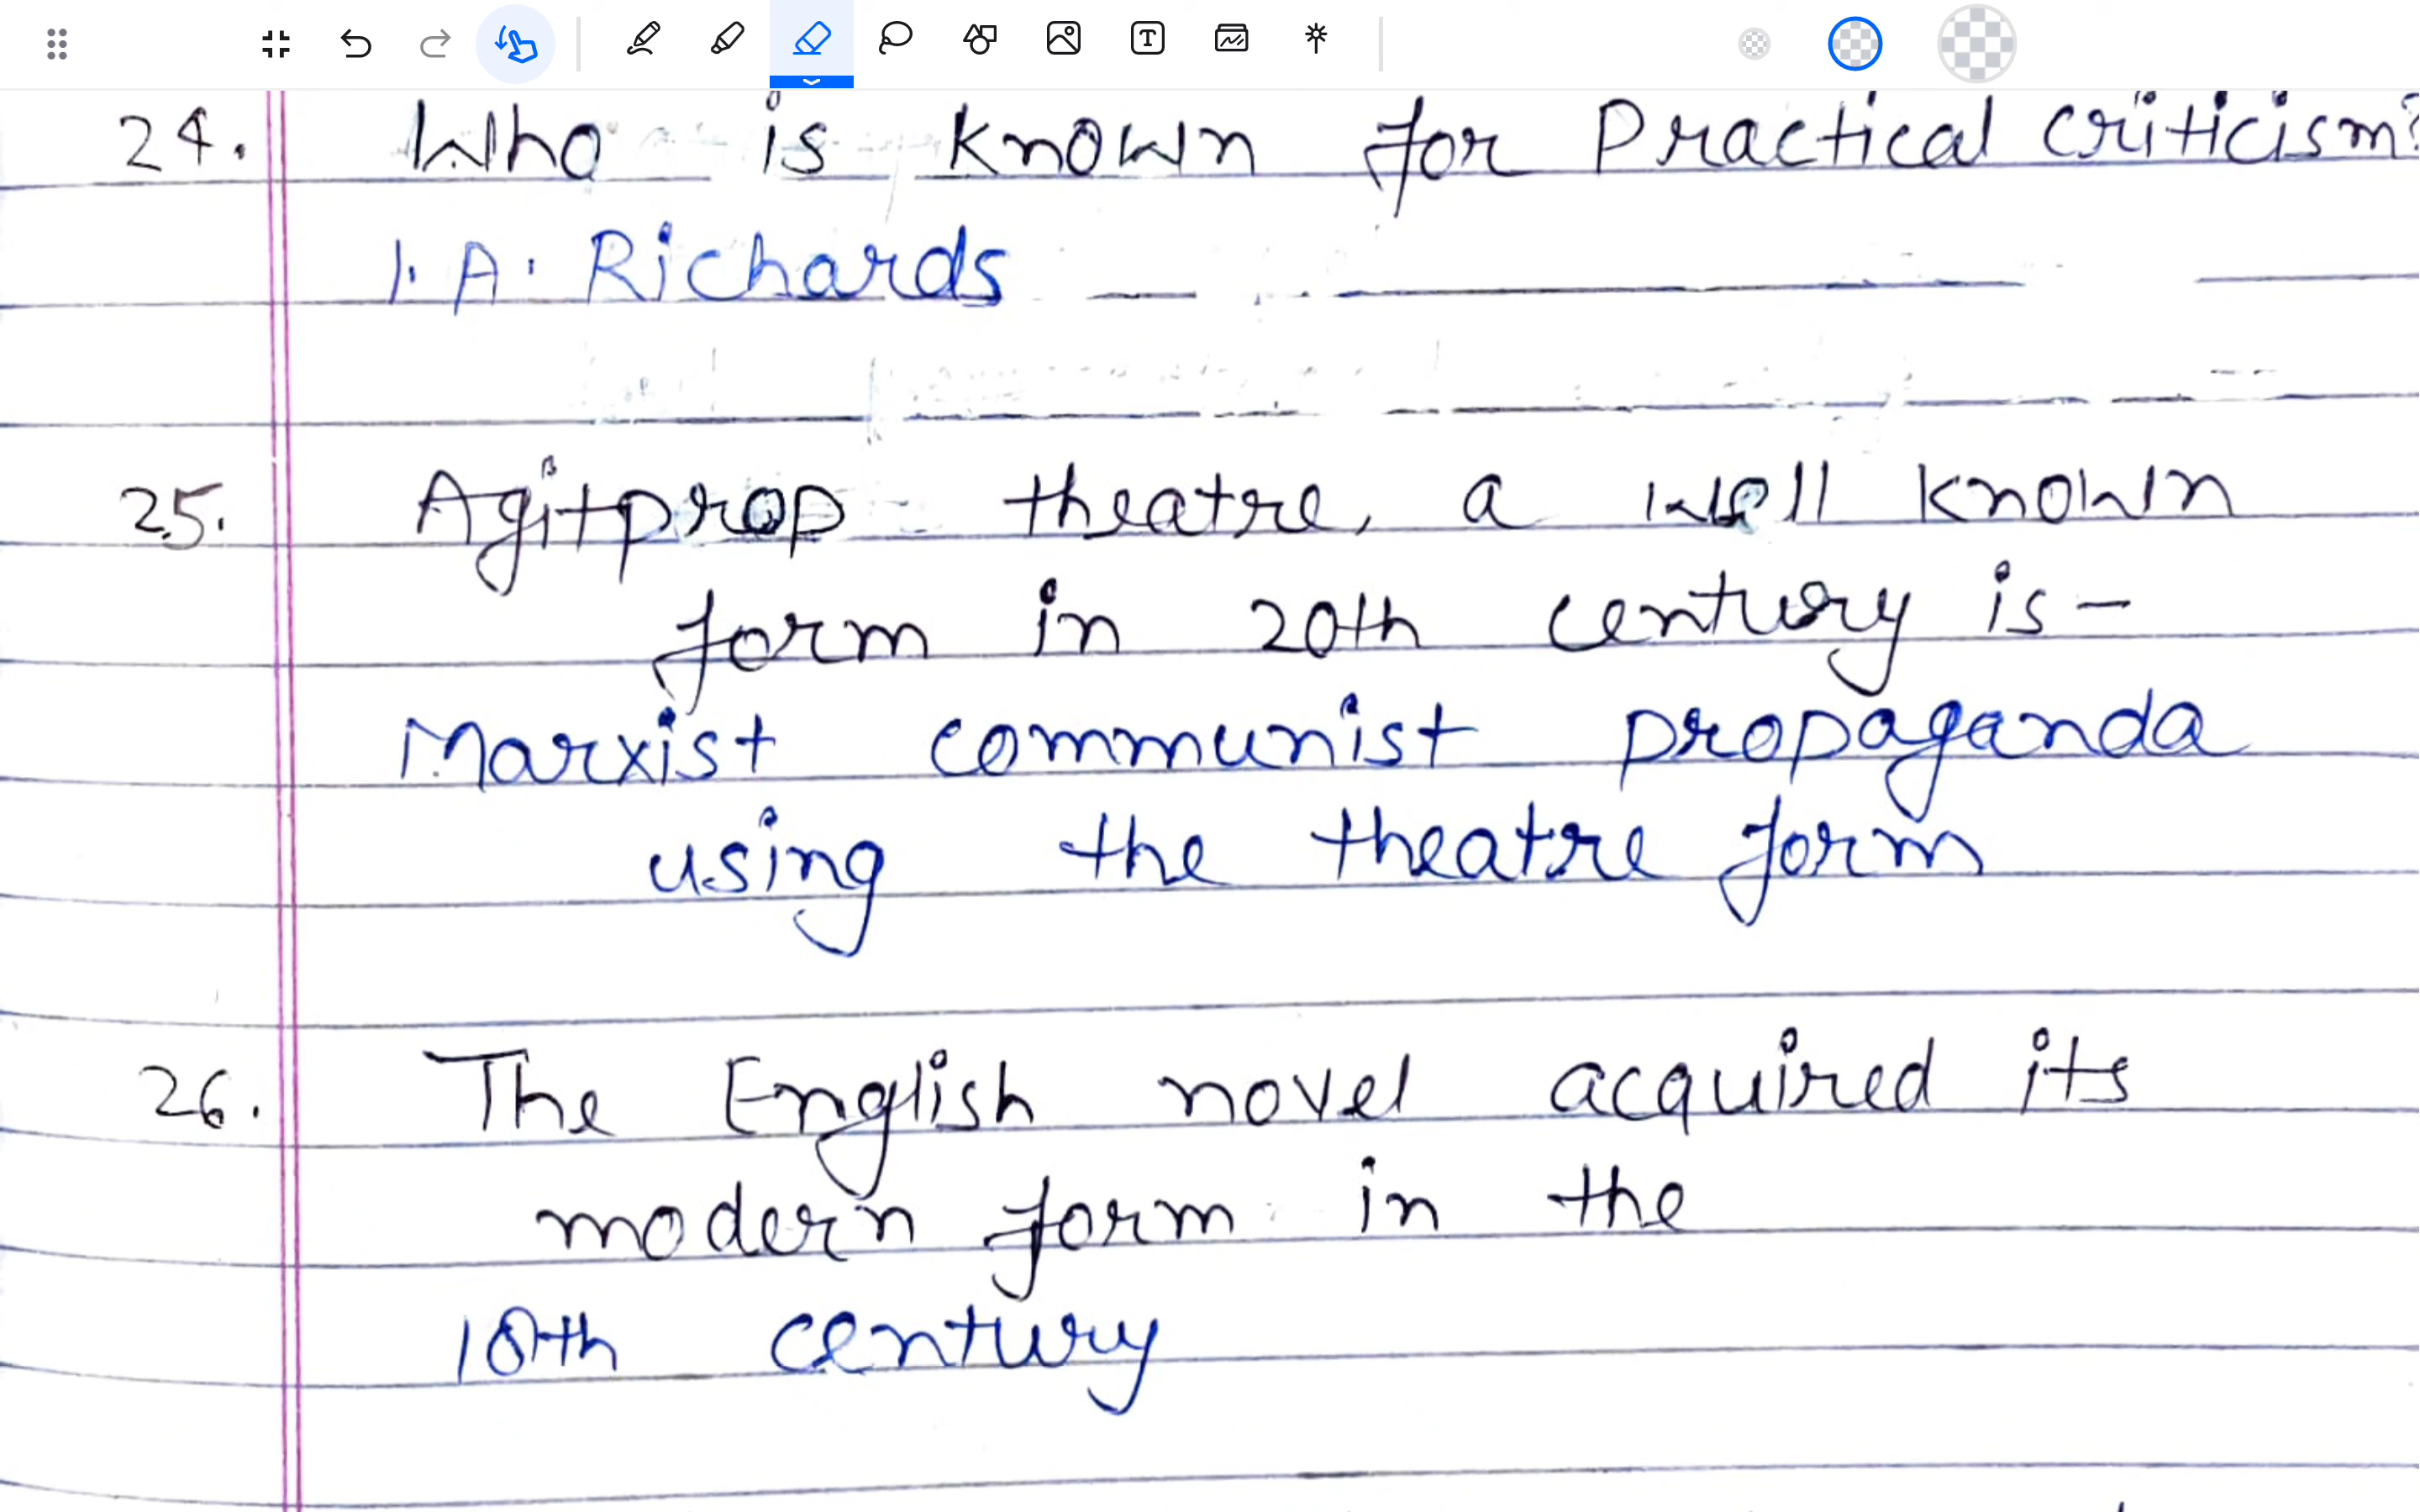 24. Who is known for Practical criticism?
I. A. Richards
25. Agitprop theatre, a well known
form in 20th century is -
Marxist communist propaganda
using the theatre form
26. The English novel acquired its
modern form in the
18th century